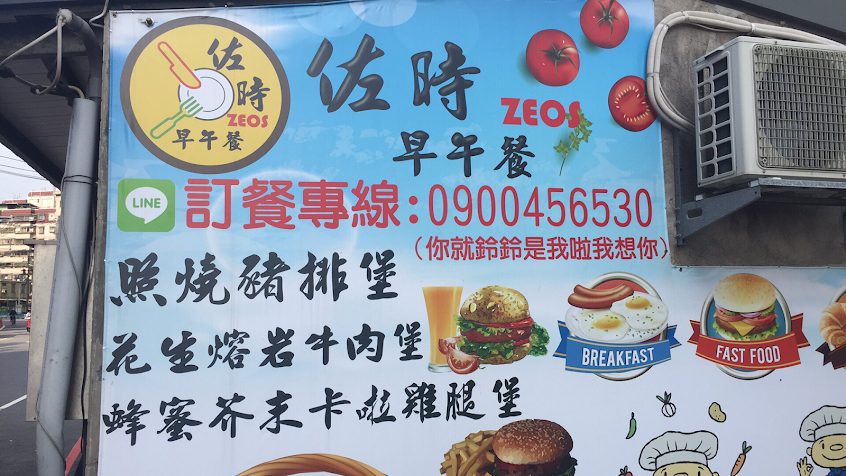 佐時
ZEOS
早午餐
佐時
ZEOS
早午餐
LINE 訂餐專線:0900456530
(你就鈴鈴是我啦我想你)
照燒豬排堡
花生熔岩牛肉堡
蜂蜜芥末卡啦雞腿堡
BREAKFAST
FAST FOOD